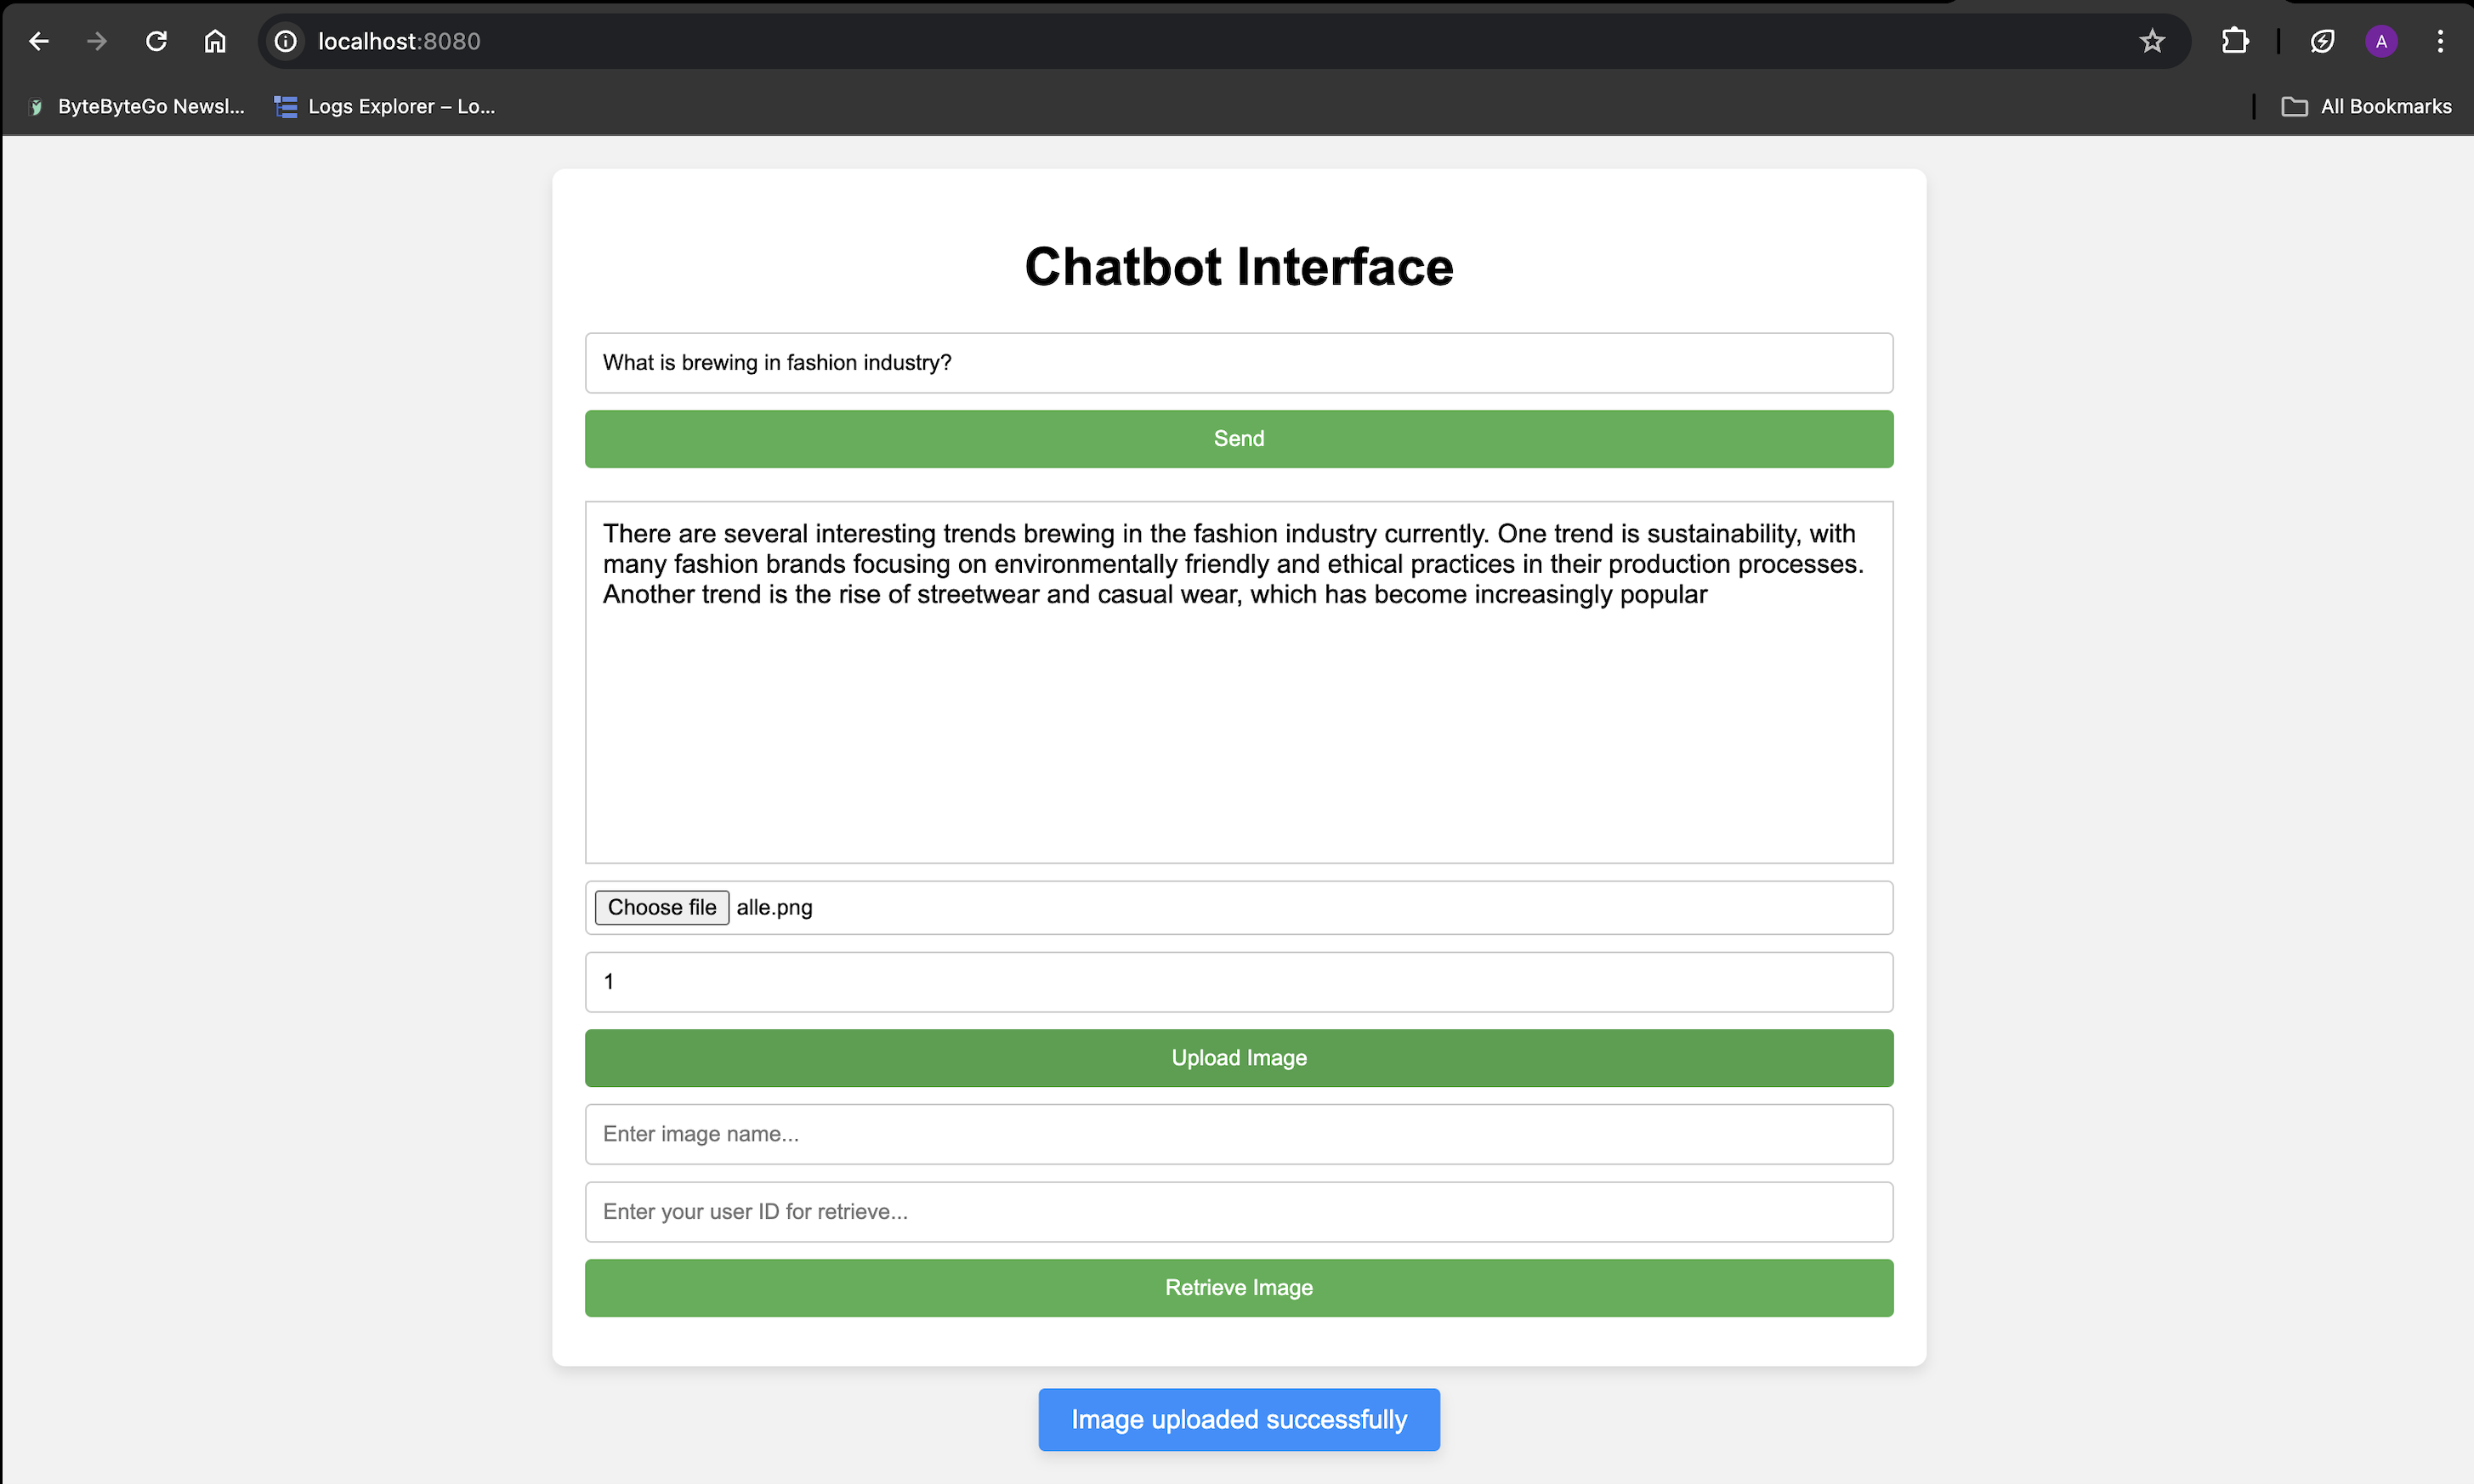 localhost:8080
A
ByteByteGo Newsl...
Logs Explorer – Lo...
All Bookmarks
Chatbot Interface
What is brewing in fashion industry?
Send
There are several interesting trends brewing in the fashion industry currently. One trend is sustainability, with
many fashion brands focusing on environmentally friendly and ethical practices in their production processes.
Another trend is the rise of streetwear and casual wear, which has become increasingly popular
Choose file alle.png
1
Upload Image
Enter image name...
Enter your user ID for retrieve...
Retrieve Image
Image uploaded successfully